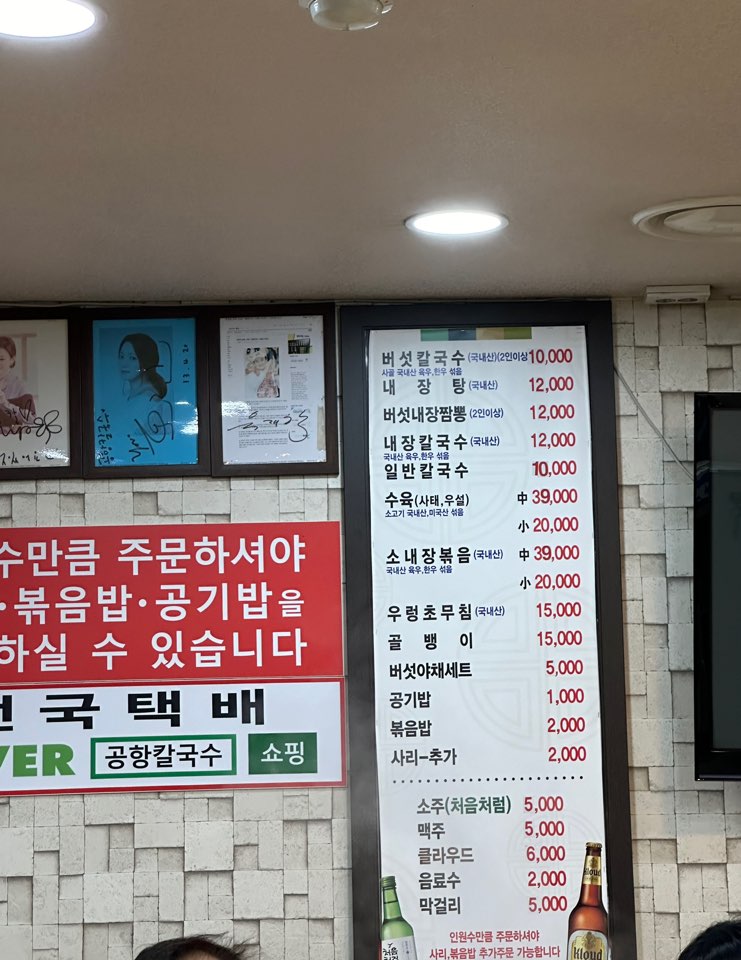 수만큼 주문하셔야
·볶음밥·공기밥을
하실 수 있습니다
전국택배
VER 공항칼국수 쇼핑
버섯칼국수 (국내산)(2인이상) 10,000
사골 국내산 육우,한우 섞음
내장탕 (국내산) 12,000
버섯내장짬뽕 (2인이상) 12,000
내장칼국수 (국내산) 12,000
국내산 육우,한우 섞음
일반칼국수 10,000
수육(사태,우설) 中 39,000
소고기 국내산,미국산 섞음
小 20,000
소내장볶음 (국내산) 中 39,000
국내산 육우,한우 섞음
小 20,000
우렁초무침 (국내산) 15,000
골뱅이 15,000
버섯야채세트 5,000
공기밥 1,000
볶음밥 2,000
사리-추가 2,000
소주(처음처럼) 5,000
맥주 5,000
클라우드 6,000
음료수 2,000
막걸리 5,000
인원수만큼 주문하셔야
사리,볶음밥 추가주문 가능합니다
처음
Kloud
Kloud